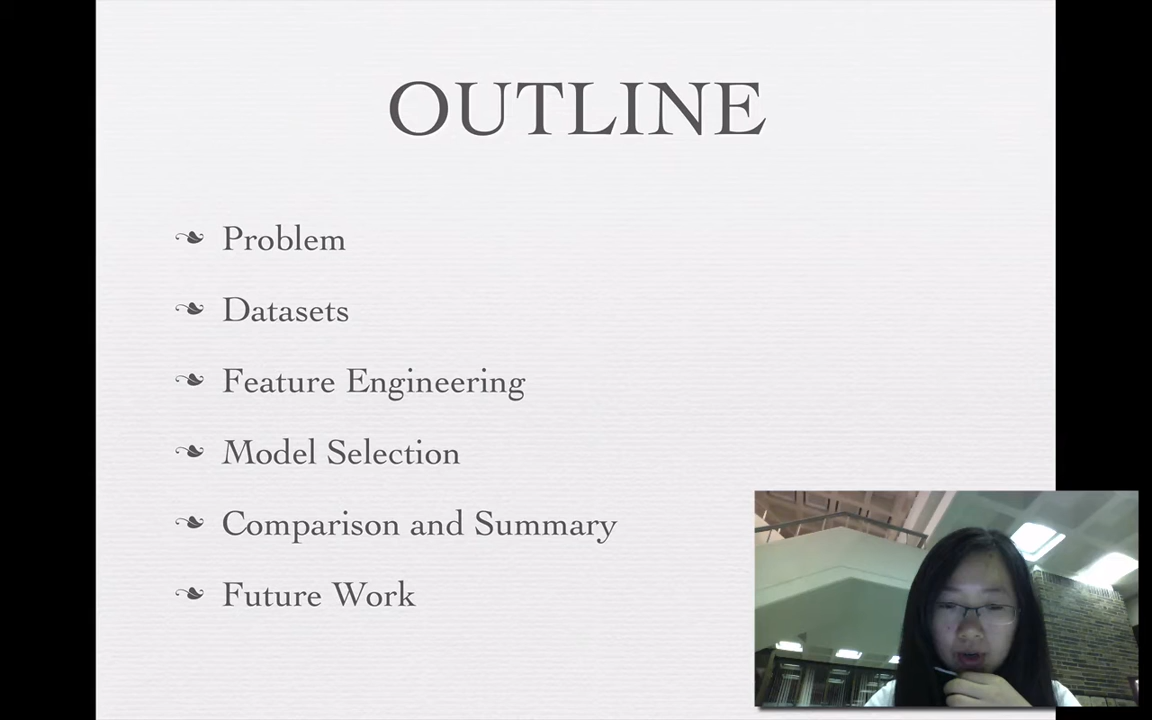 OUTLINE
Problem
Datasets
Feature Engineering
Model Selection
Comparison and Summary
Future Work